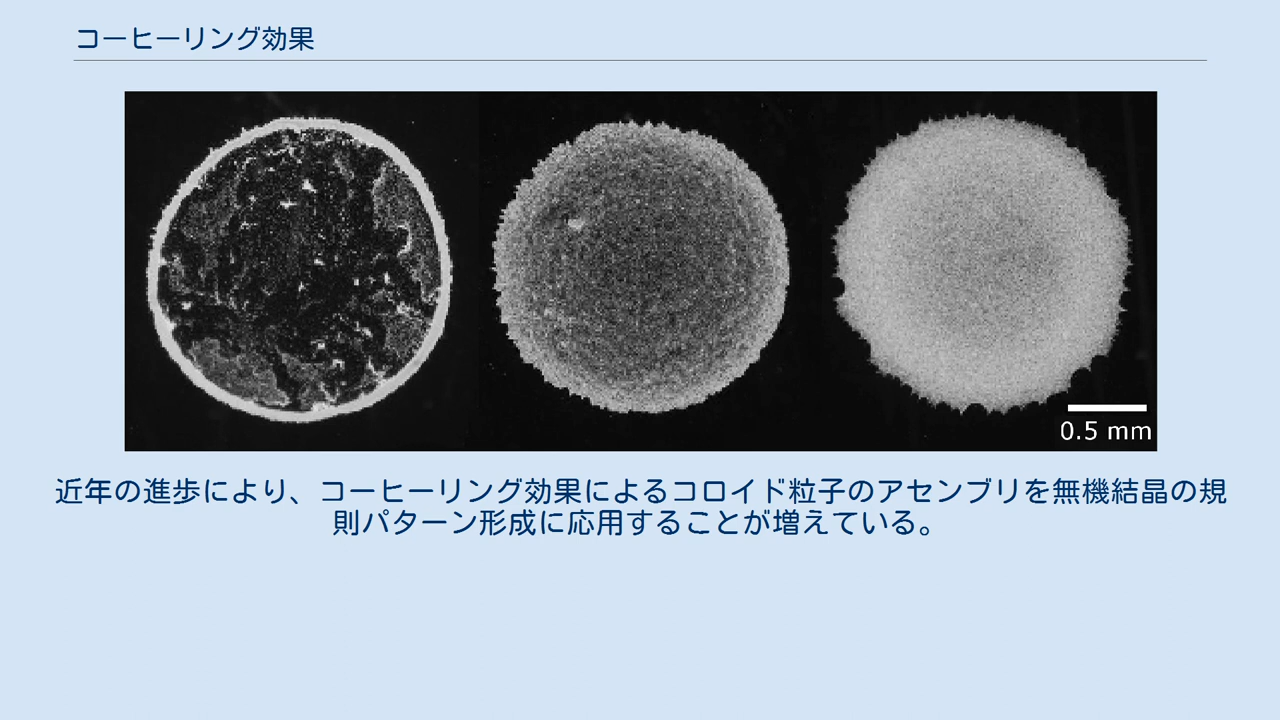 コーヒーリング効果
0.5 mm
近年の進歩により、コーヒーリング効果によるコロイド粒子のアセンブリを無機結晶の規
則パターン形成に応用することが増えている。